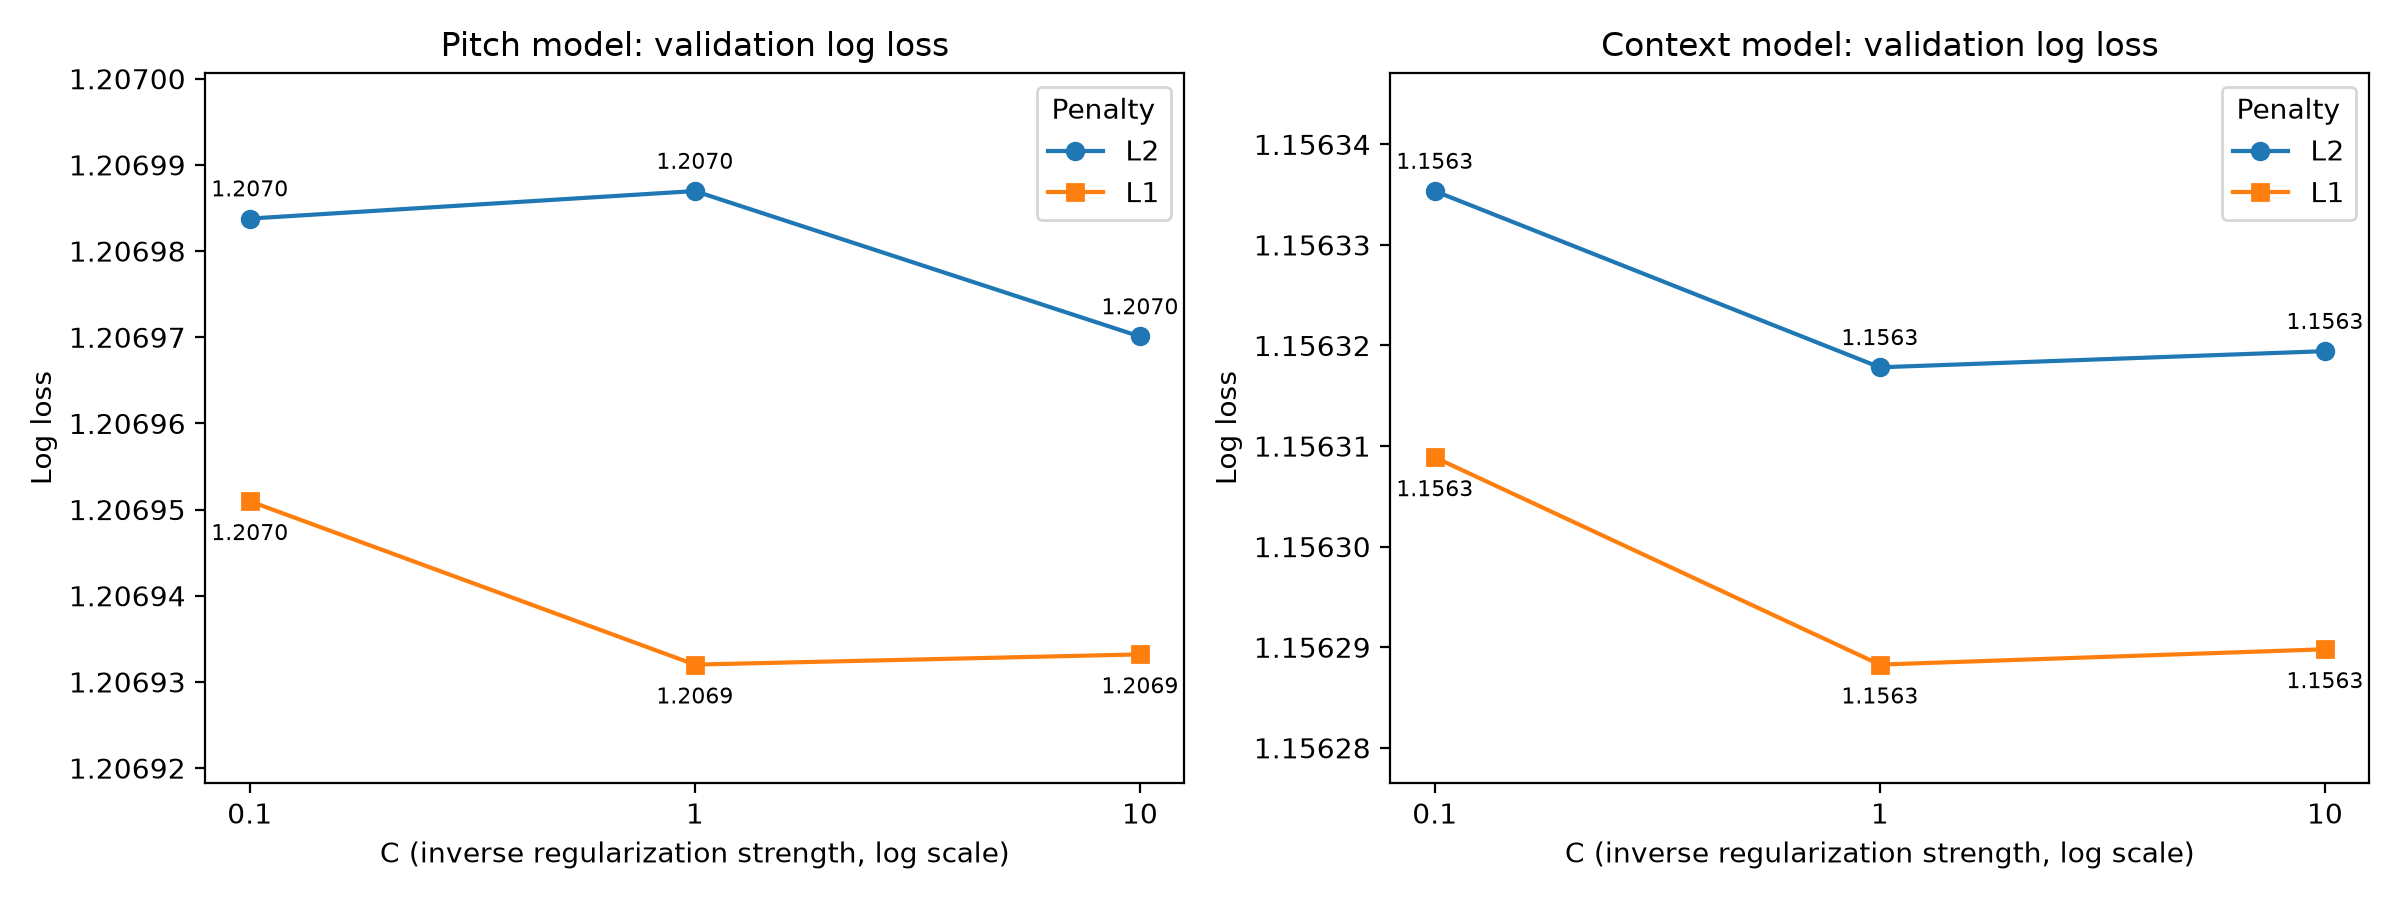 Pitch model: validation log loss
Log loss
1.20700
1.20699
1.20698
1.20697
1.20696
1.20695
1.20694
1.20693
1.20692
1.2070
1.2070
1.2070
1.2070
1.2069
1.2069
Penalty
L2
L1
0.1
1
10
C (inverse regularization strength, log scale)
Context model: validation log loss
Log loss
1.15634
1.15633
1.15632
1.15631
1.15630
1.15629
1.15628
1.1563
1.1563
1.1563
1.1563
1.1563
1.1563
Penalty
L2
L1
0.1
1
10
C (inverse regularization strength, log scale)